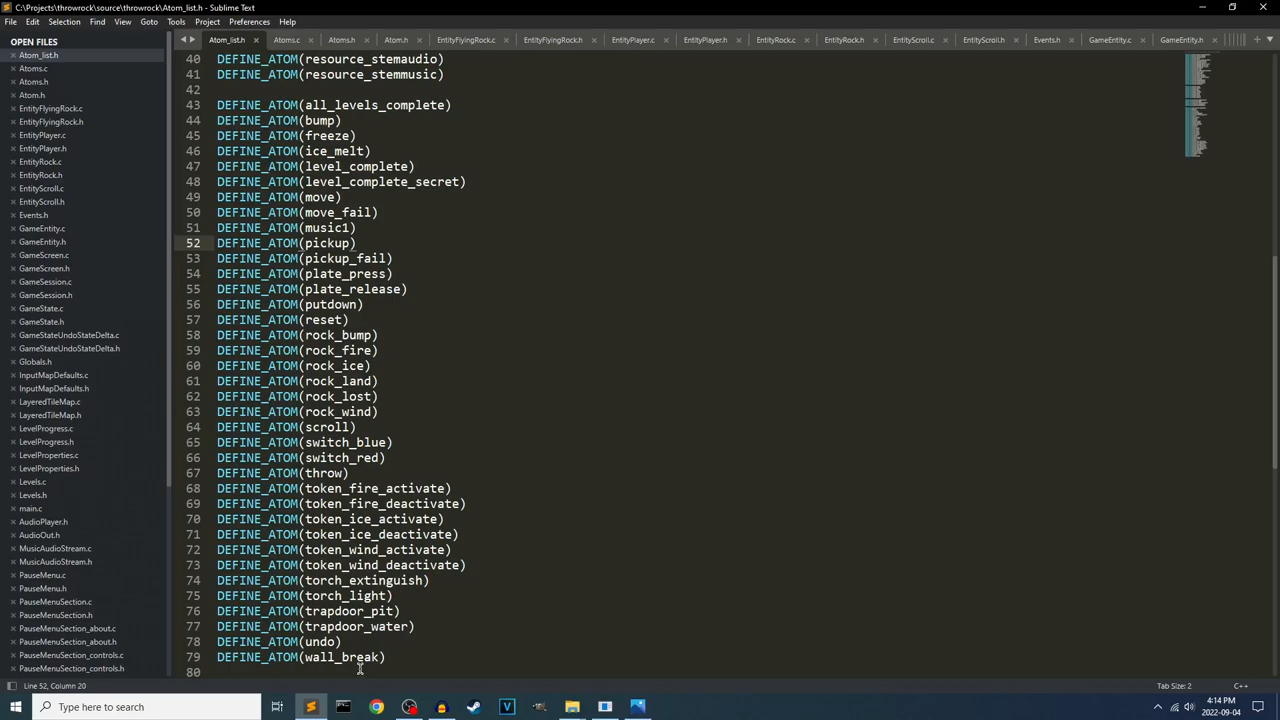 C:\Projects\throwrock\source\throwrock\Atom_list.h - Sublime Text
File Edit Selection Find View Goto Tools Project Preferences Help
OPEN FILES
Atom_list.h
Atoms.c
Atoms.h
Atom.h
EntityFlyingRock.c
EntityFlyingRock.h
EntityPlayer.c
EntityPlayer.h
EntityRock.c
EntityRock.h
EntityScroll.c
EntityScroll.h
Events.h
GameEntity.c
GameEntity.h
GameScreen.c
GameScreen.h
GameSession.c
GameSession.h
GameState.c
GameState.h
GameStateUndoStateDelta.c
GameStateUndoStateDelta.h
Globals.h
InputMapDefaults.c
InputMapDefaults.h
LayeredTileMap.c
LayeredTileMap.h
LevelProgress.c
LevelProgress.h
LevelProperties.c
LevelProperties.h
Levels.c
Levels.h
main.c
AudioPlayer.h
AudioOut.h
MusicAudioStream.c
MusicAudioStream.h
PauseMenu.c
PauseMenu.h
PauseMenuSection.c
PauseMenuSection.h
PauseMenuSection_about.c
PauseMenuSection_about.h
PauseMenuSection_controls.c
PauseMenuSection_controls.h
Atom_list.h Atoms.c Atoms.h Atom.h EntityFlyingRock.c EntityFlyingRock.h EntityPlayer.c EntityPlayer.h EntityRock.c EntityRock.h EntityScroll.c EntityScroll.h Events.h GameEntity.c GameEntity.h
40 DEFINE_ATOM(resource_stemaudio)
41 DEFINE_ATOM(resource_stemmusic)
42
43 DEFINE_ATOM(all_levels_complete)
44 DEFINE_ATOM(bump)
45 DEFINE_ATOM(freeze)
46 DEFINE_ATOM(ice_melt)
47 DEFINE_ATOM(level_complete)
48 DEFINE_ATOM(level_complete_secret)
49 DEFINE_ATOM(move)
50 DEFINE_ATOM(move_fail)
51 DEFINE_ATOM(music1)
52 DEFINE_ATOM(pickup)
53 DEFINE_ATOM(pickup_fail)
54 DEFINE_ATOM(plate_press)
55 DEFINE_ATOM(plate_release)
56 DEFINE_ATOM(putdown)
57 DEFINE_ATOM(reset)
58 DEFINE_ATOM(rock_bump)
59 DEFINE_ATOM(rock_fire)
60 DEFINE_ATOM(rock_ice)
61 DEFINE_ATOM(rock_land)
62 DEFINE_ATOM(rock_lost)
63 DEFINE_ATOM(rock_wind)
64 DEFINE_ATOM(scroll)
65 DEFINE_ATOM(switch_blue)
66 DEFINE_ATOM(switch_red)
67 DEFINE_ATOM(throw)
68 DEFINE_ATOM(token_fire_activate)
69 DEFINE_ATOM(token_fire_deactivate)
70 DEFINE_ATOM(token_ice_activate)
71 DEFINE_ATOM(token_ice_deactivate)
72 DEFINE_ATOM(token_wind_activate)
73 DEFINE_ATOM(token_wind_deactivate)
74 DEFINE_ATOM(torch_extinguish)
75 DEFINE_ATOM(torch_light)
76 DEFINE_ATOM(trapdoor_pit)
77 DEFINE_ATOM(trapdoor_water)
78 DEFINE_ATOM(undo)
79 DEFINE_ATOM(wall_break)
80
Line 52, Column 20 Tab Size: 2 C++
Type here to search
4:14 PM
2022-09-04